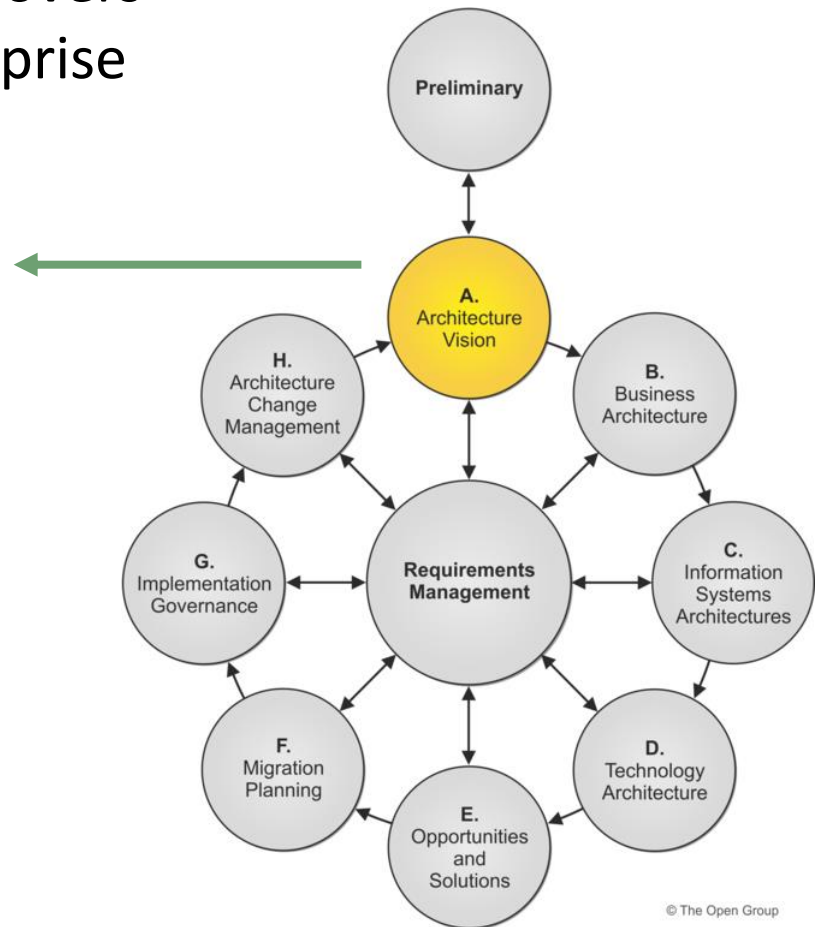 prise
Preliminary
A.
Architecture
Vision
B.
Business
Architecture
C.
Information
Systems
Architectures
D.
Technology
Architecture
E.
Opportunities
and
Solutions
F.
Migration
Planning
G.
Implementation
Governance
H.
Architecture
Change
Management
Requirements
Management
© The Open Group